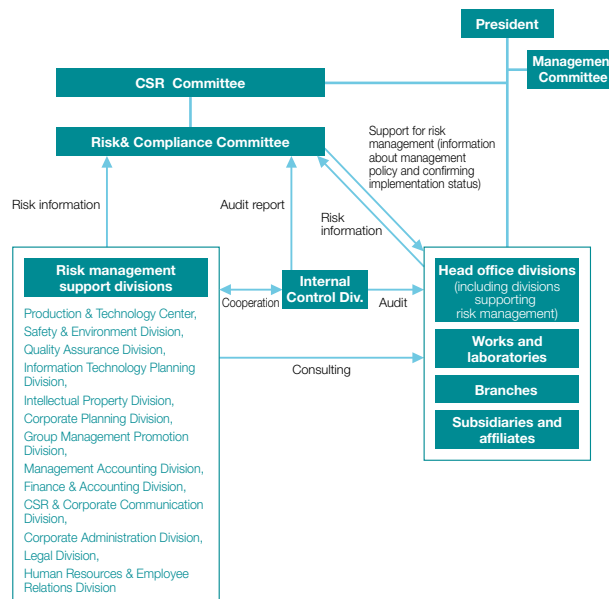 President
Management
Committee
CSR Committee
Risk& Compliance Committee
Support for risk
management (information
about management
policy and confirming
implementation status)
Risk information
Audit report
Risk
information
Risk management
support divisions
Production & Technology Center,
Safety & Environment Division,
Quality Assurance Division,
Information Technology Planning
Division,
Intellectual Property Division,
Corporate Planning Division,
Group Management Promotion
Division,
Management Accounting Division,
Finance & Accounting Division,
CSR & Corporate Communication
Division,
Corporate Administration Division,
Legal Division,
Human Resources & Employee
Relations Division
Cooperation
Internal
Control Div.
Audit
Consulting
Head office divisions
(including divisions
supporting
risk management)
Works and
laboratories
Branches
Subsidiaries and
affiliates